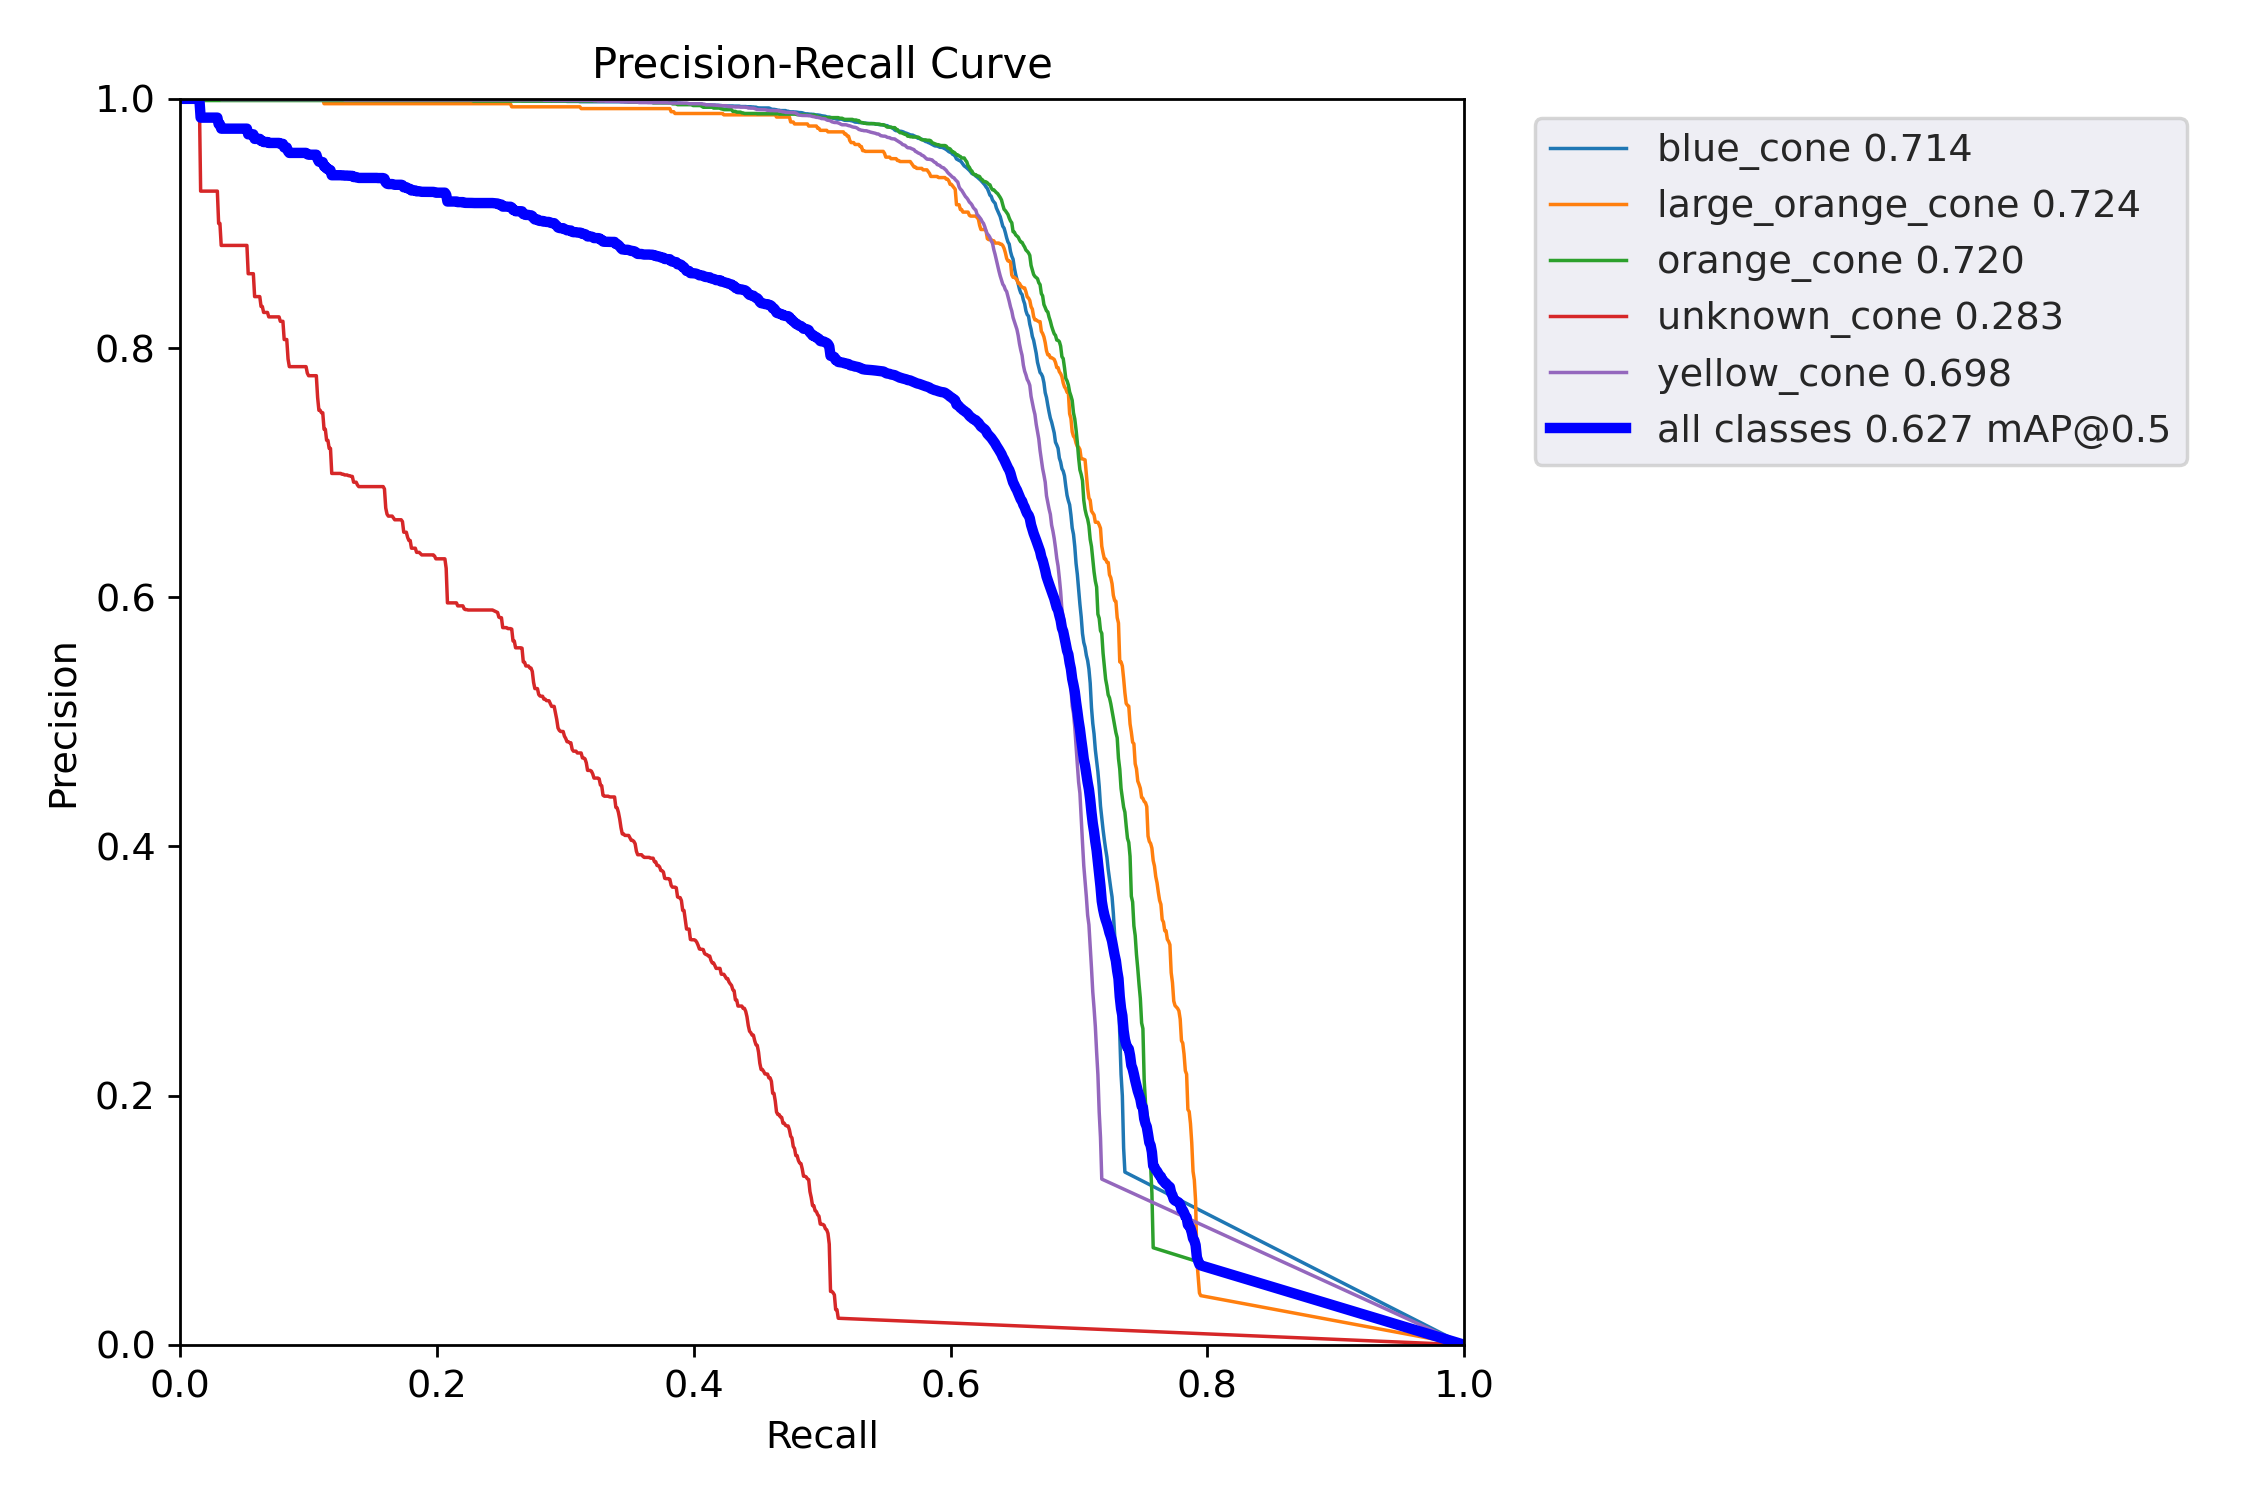 Precision-Recall Curve
1.0
0.8
0.6
0.4
0.2
0.0
Precision
0.0 0.2 0.4 0.6 0.8 1.0
Recall
blue_cone 0.714
large_orange_cone 0.724
orange_cone 0.720
unknown_cone 0.283
yellow_cone 0.698
all classes 0.627 mAP@0.5